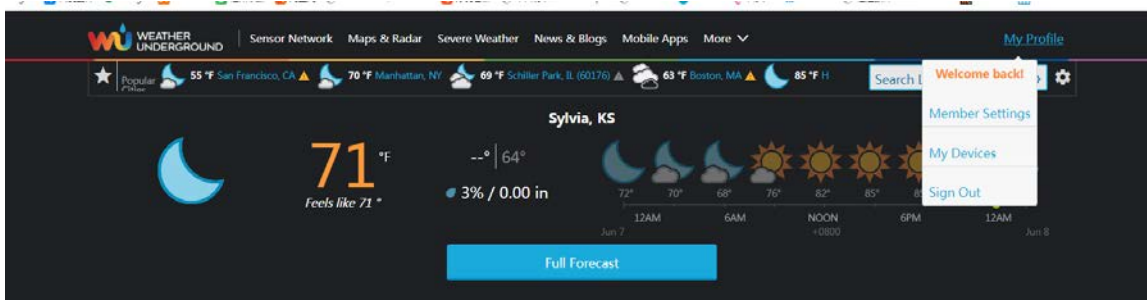 WEATHER UNDERGROUND
Sensor Network Maps & Radar Severe Weather News & Blogs Mobile Apps More My Profile
Popular Cities 55 °F San Francisco, CA 70 °F Manhattan, NY 69 °F Schiller Park, IL (60176) 63 °F Boston, MA 85 °F H Search L
Welcome back!
Member Settings
My Devices
Sign Out
Sylvia, KS
71 °F
Feels like 71 °
--° | 64°
3% / 0.00 in
72° 70° 68° 76° 82° 85°
12AM 6AM NOON 6PM 12AM
Jun 7 +0800 Jun 8
Full Forecast